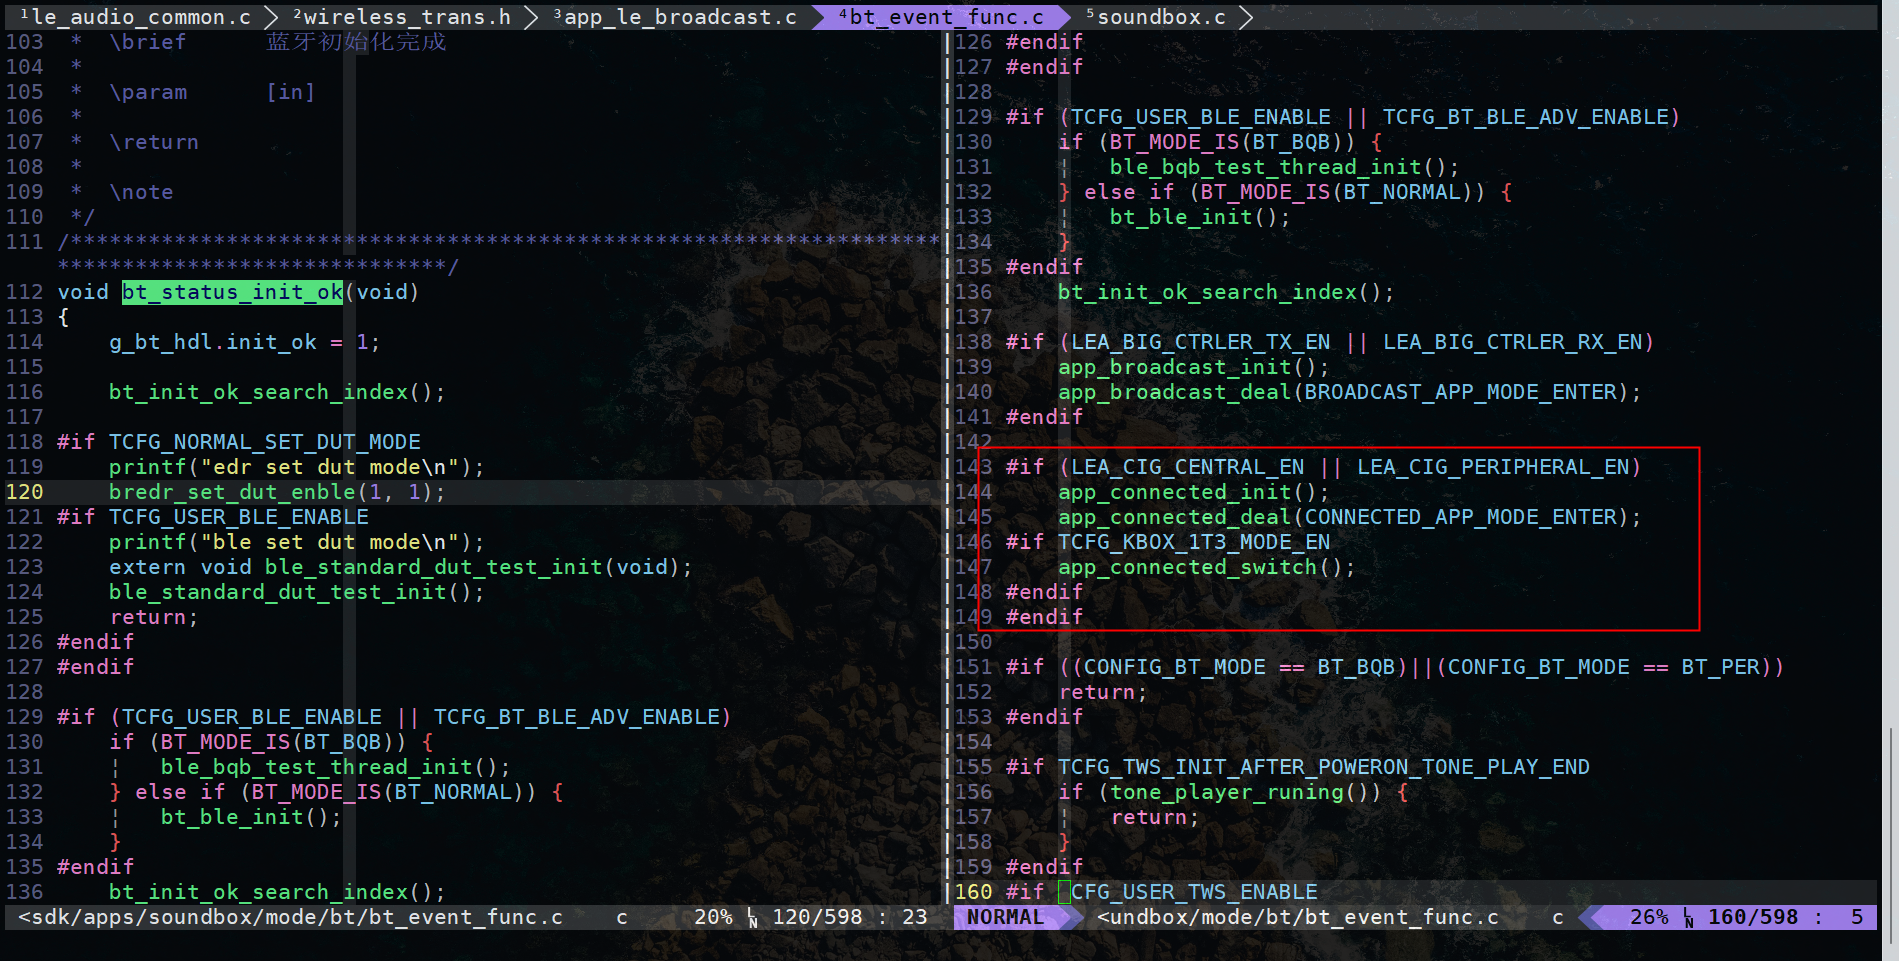 ¹le_audio_common.c > ²wireless_trans.h > ³app_le_broadcast.c ⁴bt_event_func.c ⁵soundbox.c >
103  *  \brief      蓝牙初始化完成
104  *
105  *  \param      [in]
106  *
107  *  \return
108  *
109  *  \note
110  */
111 /*******************************************************************
******************************/
112 void bt_status_init_ok(void)
113 {
114     g_bt_hdl.init_ok = 1;
115
116     bt_init_ok_search_index();
117
118 #if TCFG_NORMAL_SET_DUT_MODE
119     printf("edr set dut mode\n");
120     bredr_set_dut_enble(1, 1);
121 #if TCFG_USER_BLE_ENABLE
122     printf("ble set dut mode\n");
123     extern void ble_standard_dut_test_init(void);
124     ble_standard_dut_test_init();
125     return;
126 #endif
127 #endif
128
129 #if (TCFG_USER_BLE_ENABLE || TCFG_BT_BLE_ADV_ENABLE)
130     if (BT_MODE_IS(BT_BQB)) {
131     ¦   ble_bqb_test_thread_init();
132     } else if (BT_MODE_IS(BT_NORMAL)) {
133     ¦   bt_ble_init();
134     }
135 #endif
136     bt_init_ok_search_index();
<sdk/apps/soundbox/mode/bt/bt_event_func.c    c    20% LN 120/598 : 23
126 #endif
127 #endif
128
129 #if (TCFG_USER_BLE_ENABLE || TCFG_BT_BLE_ADV_ENABLE)
130     if (BT_MODE_IS(BT_BQB)) {
131     ¦   ble_bqb_test_thread_init();
132     } else if (BT_MODE_IS(BT_NORMAL)) {
133     ¦   bt_ble_init();
134     }
135 #endif
136     bt_init_ok_search_index();
137
138 #if (LEA_BIG_CTRLER_TX_EN || LEA_BIG_CTRLER_RX_EN)
139     app_broadcast_init();
140     app_broadcast_deal(BROADCAST_APP_MODE_ENTER);
141 #endif
142
143 #if (LEA_CIG_CENTRAL_EN || LEA_CIG_PERIPHERAL_EN)
144     app_connected_init();
145     app_connected_deal(CONNECTED_APP_MODE_ENTER);
146 #if TCFG_KBOX_1T3_MODE_EN
147     app_connected_switch();
148 #endif
149 #endif
150
151 #if ((CONFIG_BT_MODE == BT_BQB)||(CONFIG_BT_MODE == BT_PER))
152     return;
153 #endif
154
155 #if TCFG_TWS_INIT_AFTER_POWERON_TONE_PLAY_END
156     if (tone_player_runing()) {
157     ¦   return;
158     }
159 #endif
160 #if CFG_USER_TWS_ENABLE
NORMAL <undbox/mode/bt/bt_event_func.c    c    26% LN 160/598 :  5